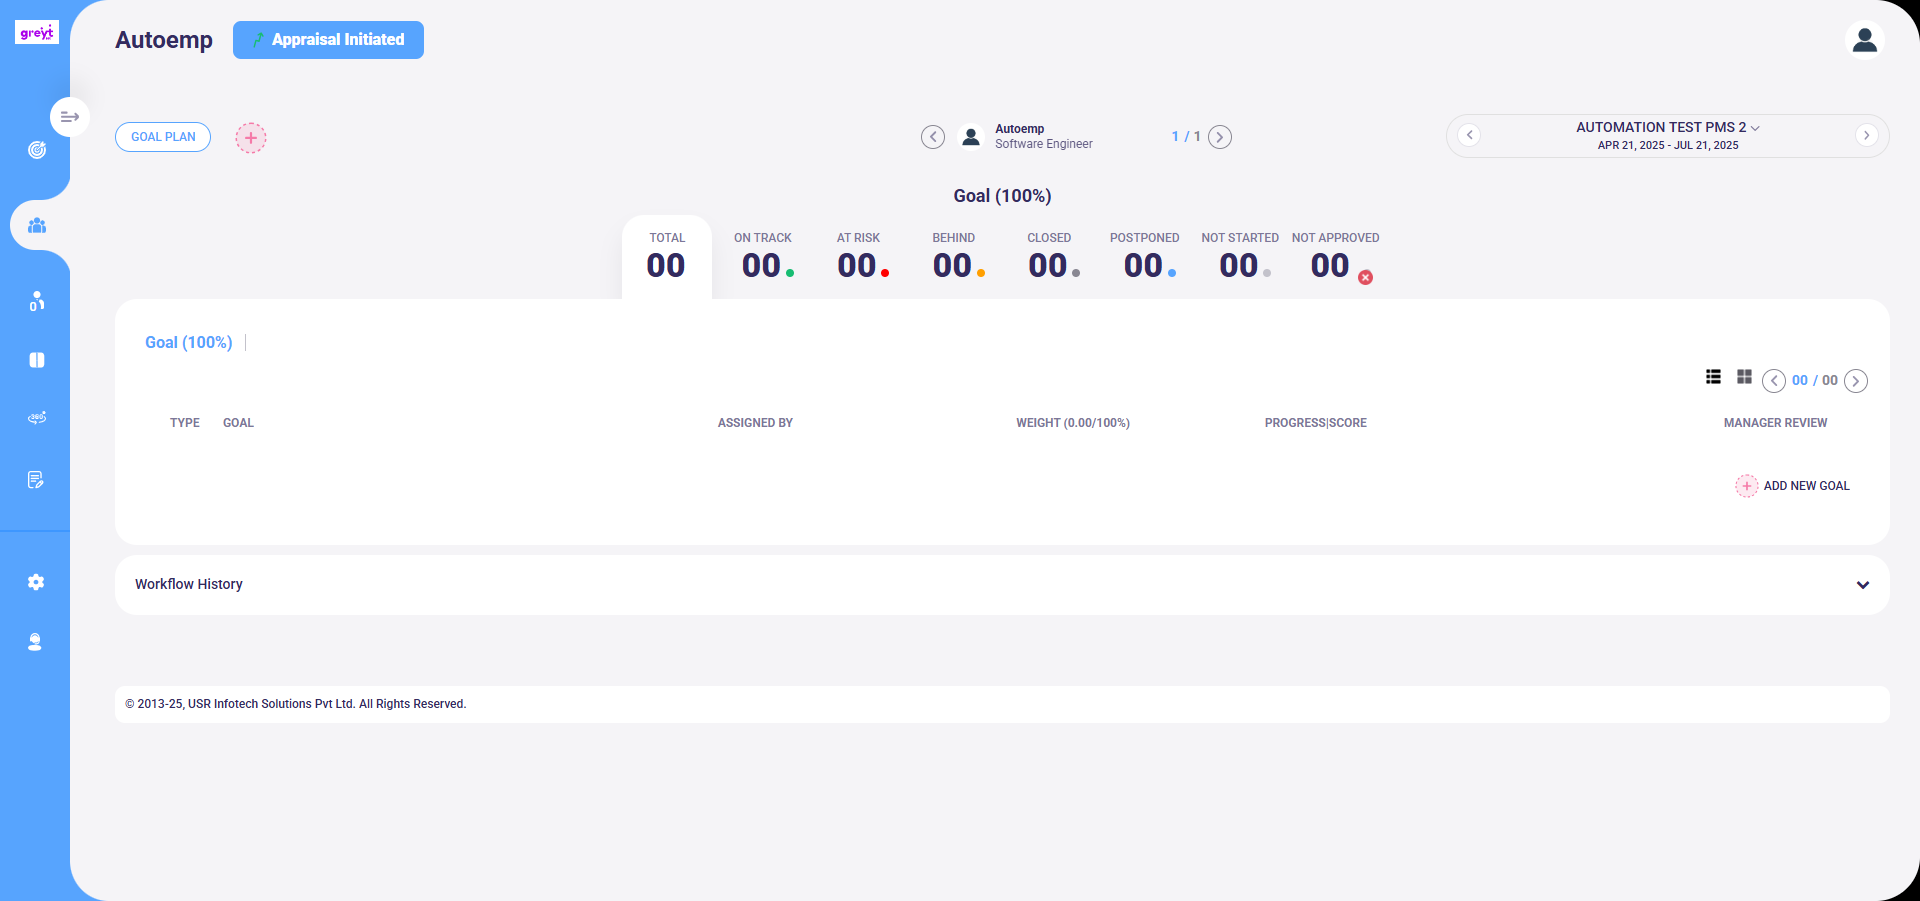 greyt
Autoemp
Appraisal Initiated
GOAL PLAN
Autoemp
Software Engineer
1 / 1
AUTOMATION TEST PMS 2
APR 21, 2025 - JUL 21, 2025
Goal (100%)
TOTAL
00
ON TRACK
00
AT RISK
00
BEHIND
00
CLOSED
00
POSTPONED
00
NOT STARTED
00
NOT APPROVED
00
Goal (100%)
00 / 00
TYPE GOAL ASSIGNED BY WEIGHT (0.00/100%) PROGRESS|SCORE MANAGER REVIEW
ADD NEW GOAL
360
Workflow History
© 2013-25, USR Infotech Solutions Pvt Ltd. All Rights Reserved.